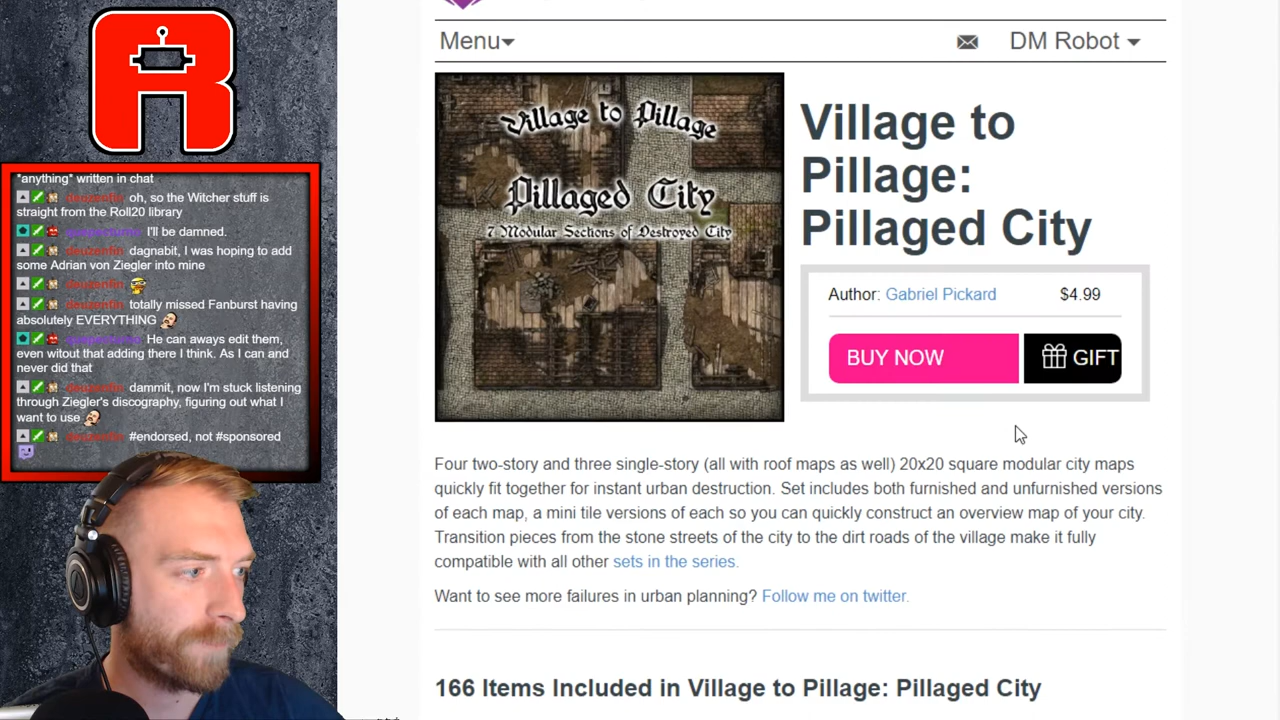 *anything* written in chat
deuzenfin oh, so the Witcher stuff is
straight from the Roll20 library
I'll be damned.
deuzenfin dagnabit, I was hoping to add
some Adrian von Ziegler into mine
deuzenfin
deuzenfin totally missed Fanburst having
absolutely EVERYTHING
He can aways edit them,
even witout that adding there I think. As I can and
never did that
deuzenfin dammit, now I'm stuck listening
through Ziegler's discography, figuring out what I
want to use
deuzenfin #endorsed, not #sponsored
Menu
DM Robot
Village to Pillage
Pillaged City
7 Modular Sections of Destroyed City
Village to
Pillage:
Pillaged City
Author: Gabriel Pickard $4.99
BUY NOW
GIFT
Four two-story and three single-story (all with roof maps as well) 20x20 square modular city maps
quickly fit together for instant urban destruction. Set includes both furnished and unfurnished versions
of each map, a mini tile versions of each so you can quickly construct an overview map of your city.
Transition pieces from the stone streets of the city to the dirt roads of the village make it fully
compatible with all other sets in the series.
Want to see more failures in urban planning? Follow me on twitter.
166 Items Included in Village to Pillage: Pillaged City